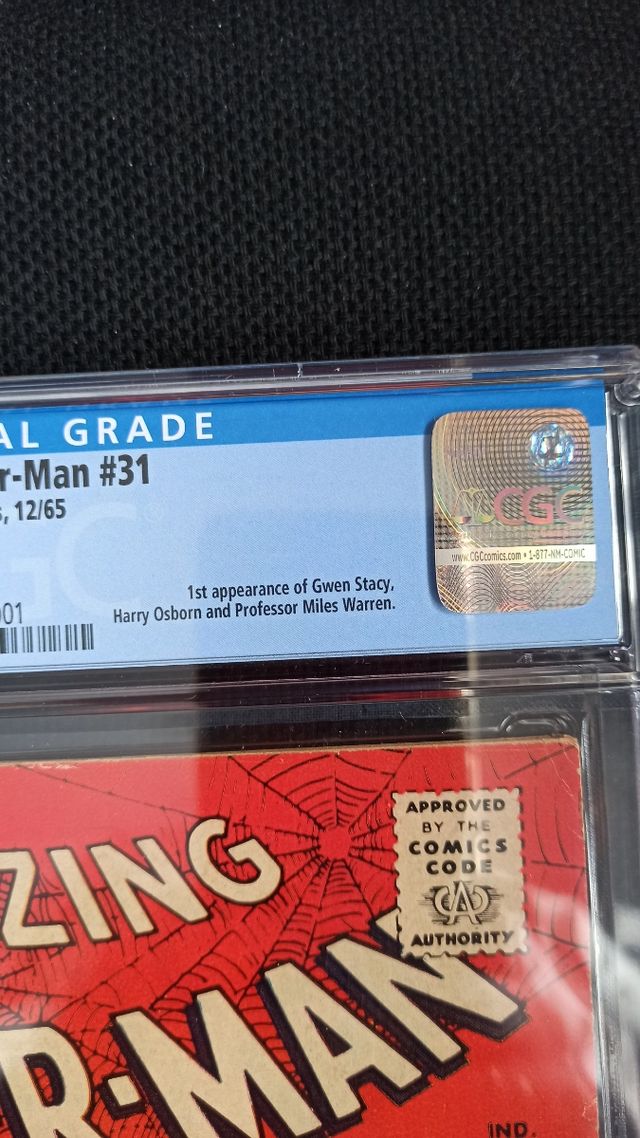 AL GRADE
r-Man #31
s, 12/65
CGC
www.CGCcomics.com • 1-877-NM-COMIC
1st appearance of Gwen Stacy,
Harry Osborn and Professor Miles Warren.
001
ZING
R-MAN
APPROVED
BY THE
COMICS
CODE
CA
AUTHORITY
IND.